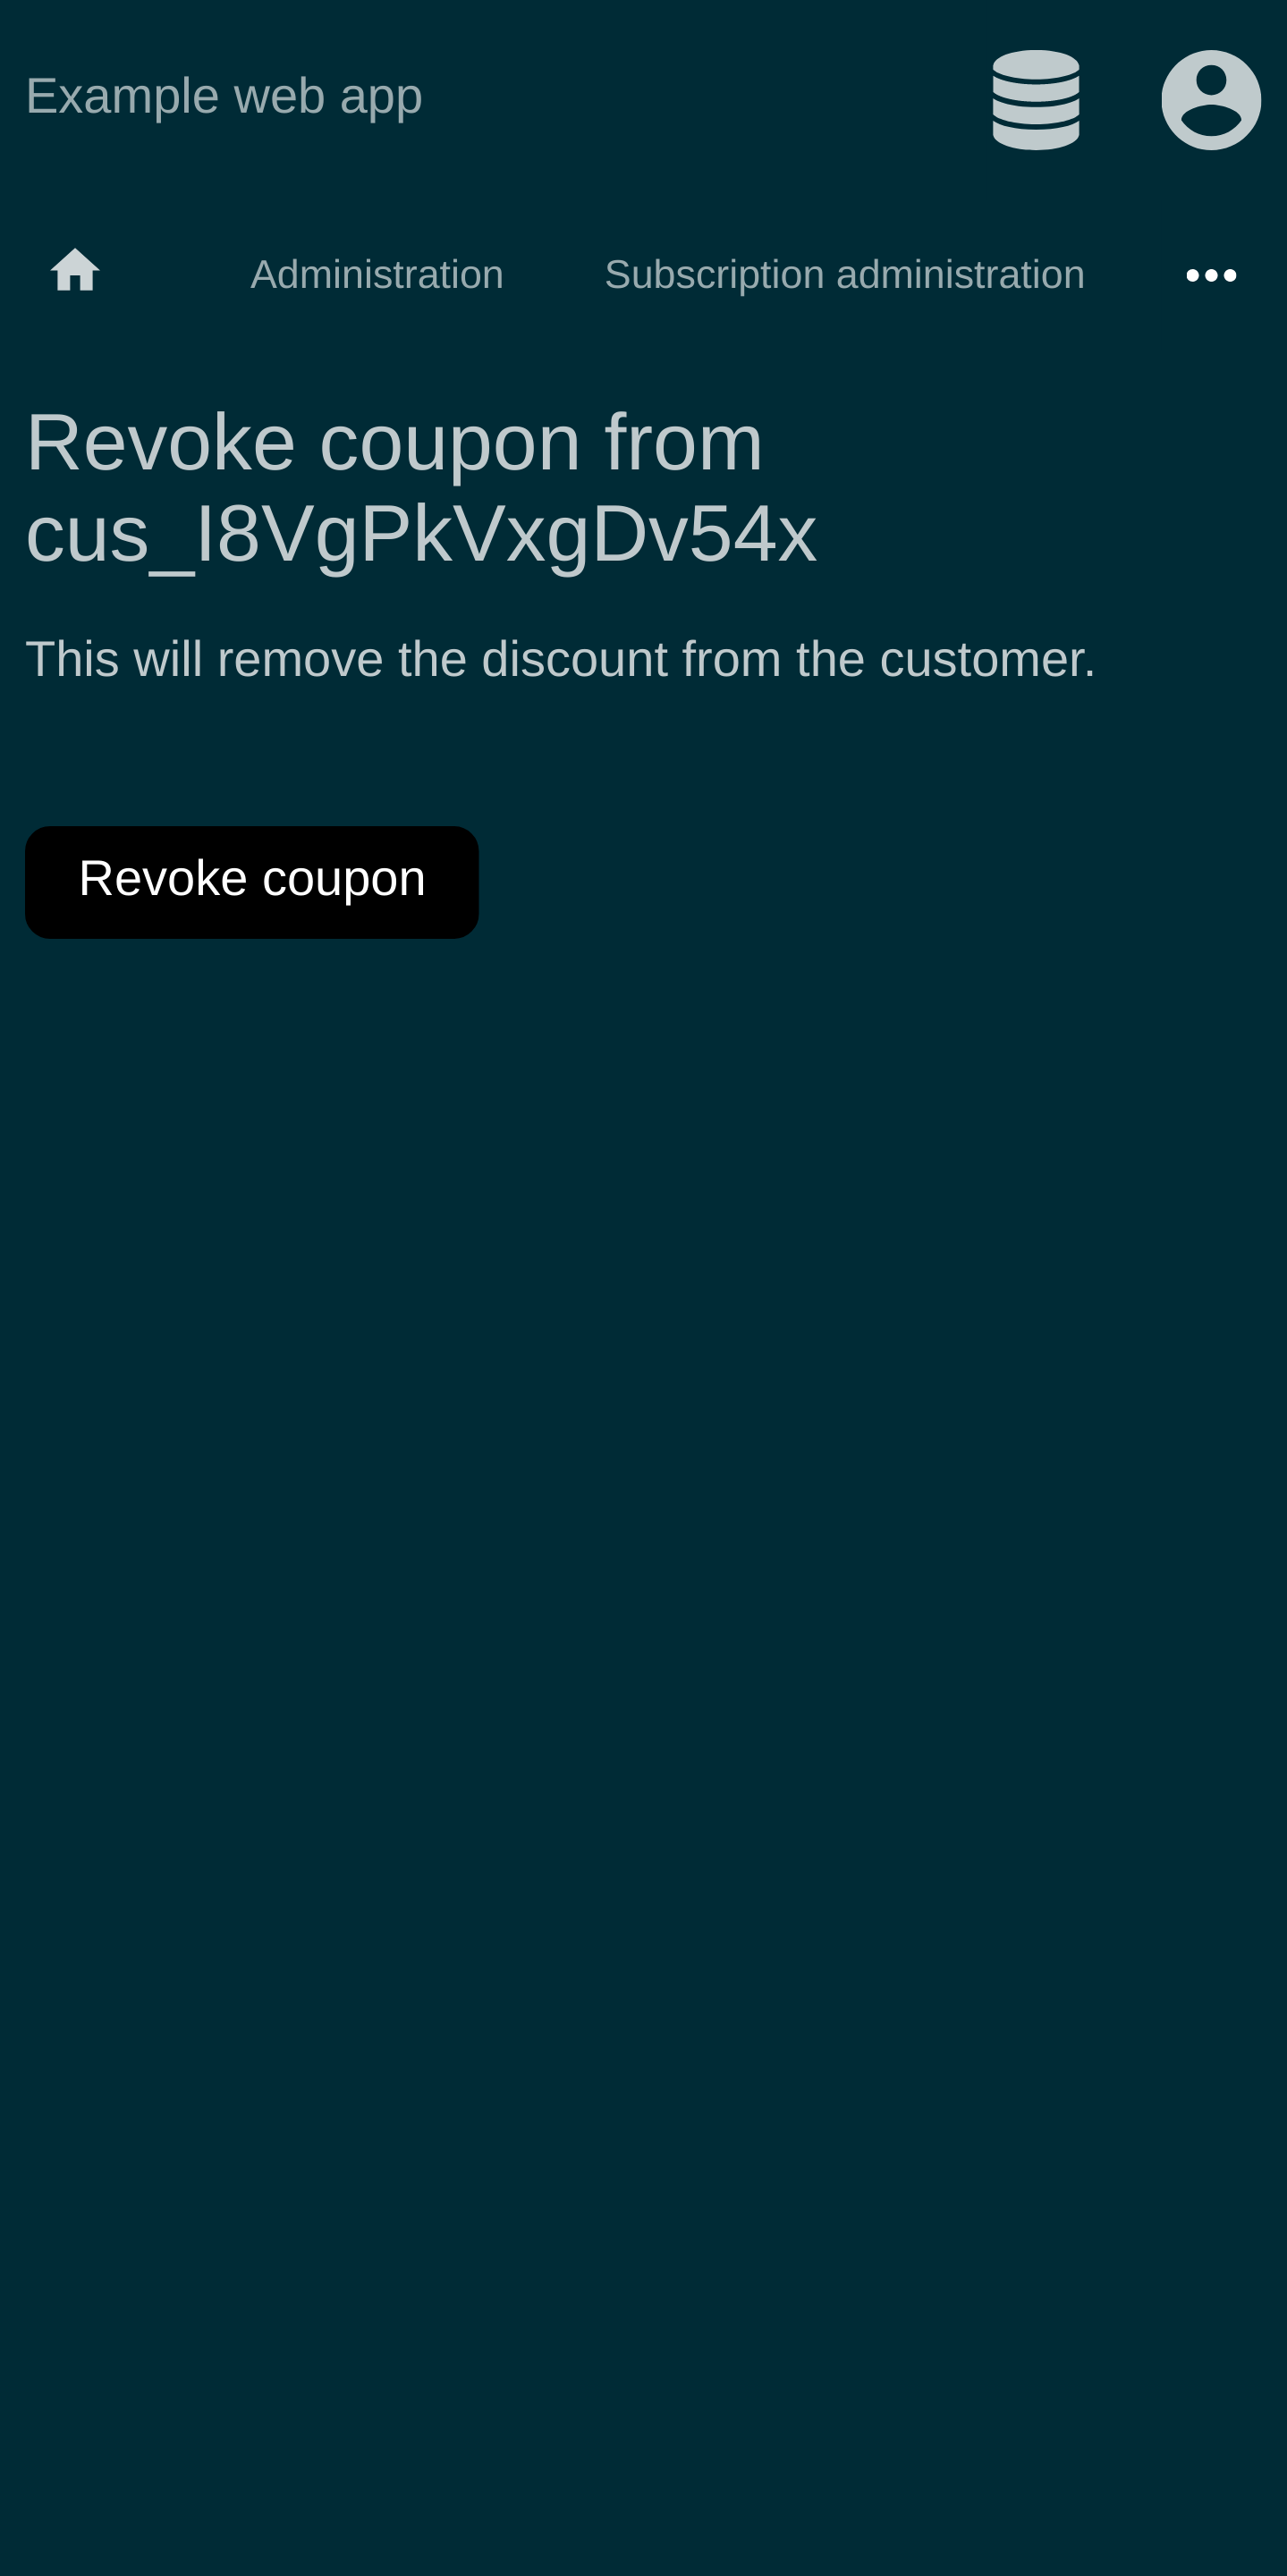 Example web app
Administration
Subscription administration
Revoke coupon from
cus_I8VgPkVxgDv54x
This will remove the discount from the customer.
Revoke coupon